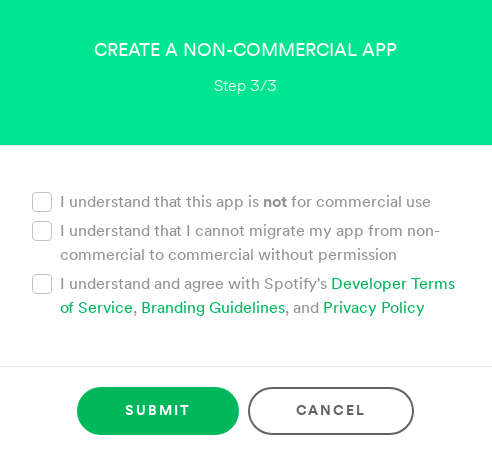 CREATE A NON-COMMERCIAL APP
Step 3/3
I understand that this app is not for commercial use
I understand that I cannot migrate my app from non-
commercial to commercial without permission
I understand and agree with Spotify's Developer Terms
of Service, Branding Guidelines, and Privacy Policy
SUBMIT
CANCEL